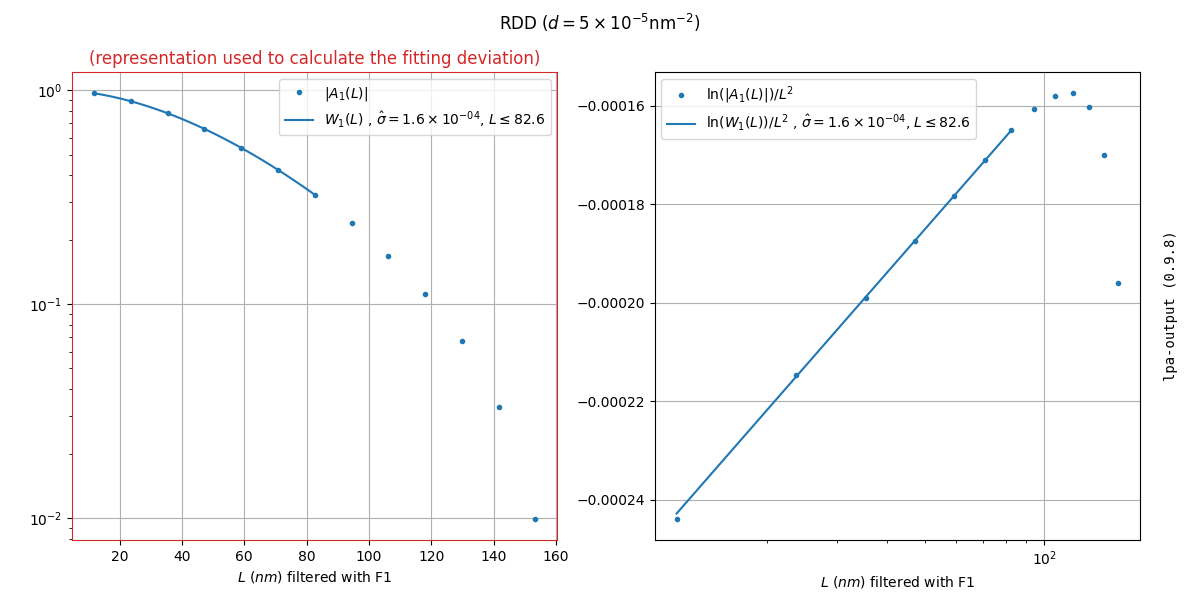 RDD (d = 5 × 10⁻⁵nm⁻²)
(representation used to calculate the fitting deviation)
|A₁(L)|
W₁(L) , σ̂ = 1.6 × 10⁻⁰⁴, L ≤ 82.6
10⁰
10⁻¹
10⁻²
20 40 60 80 100 120 140 160
L (nm) filtered with F1
ln(|A₁(L)|)/L²
ln(W₁(L))/L² , σ̂ = 1.6 × 10⁻⁰⁴, L ≤ 82.6
−0.00016
−0.00018
−0.00020
−0.00022
−0.00024
10²
L (nm) filtered with F1
lpa-output (0.9.8)